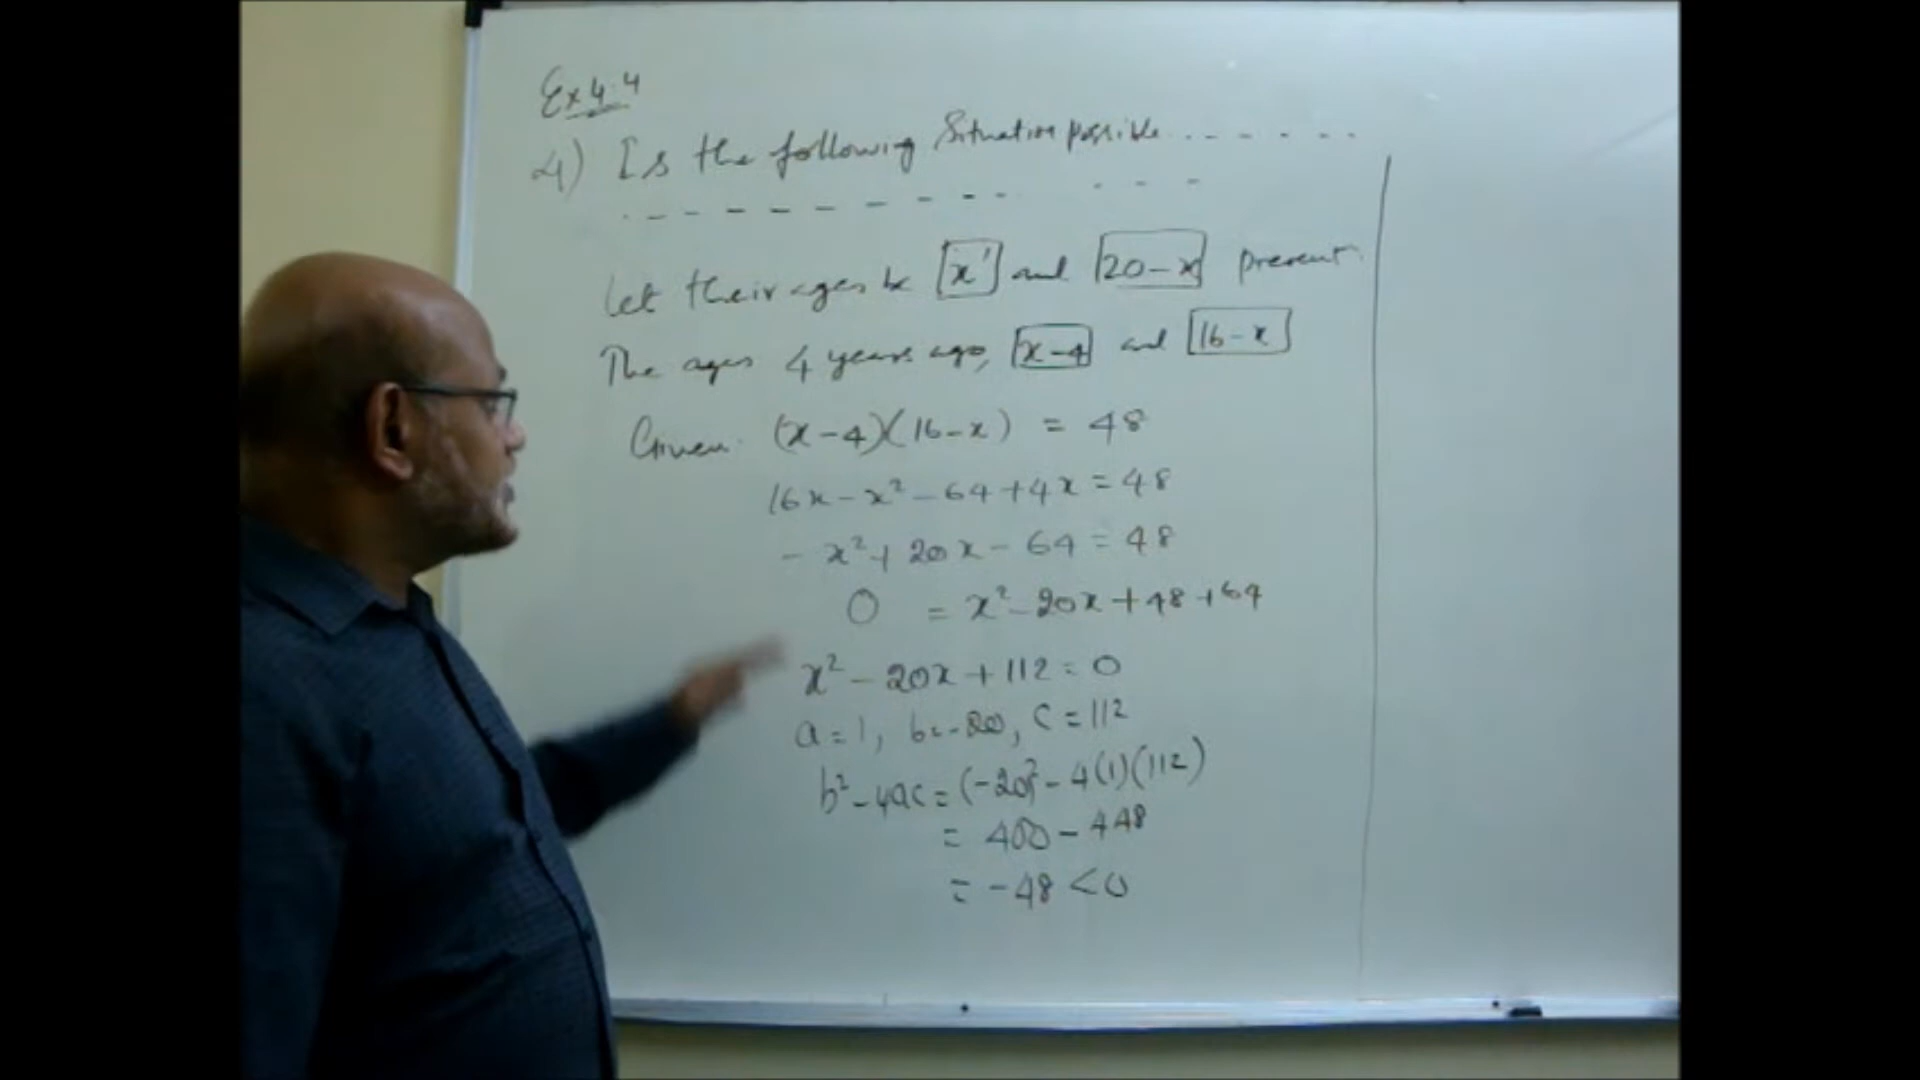 Ex 4.4
4) Is the following Situation possible . - - - - - -
. - - - - - - - - - - - -
Let their ages be x and 20-x present
The ages 4 years ago, x-4 and 16-x
Given. (x-4)(16-x) = 48
16x - x² - 64 + 4x = 48
- x² + 20x - 64 = 48
0 = x² - 20x + 48 + 64
x² - 20x + 112 = 0
a = 1, b = -20, c = 112
b² - 4ac = (-20)² - 4(1)(112)
= 400 - 448
= -48 < 0